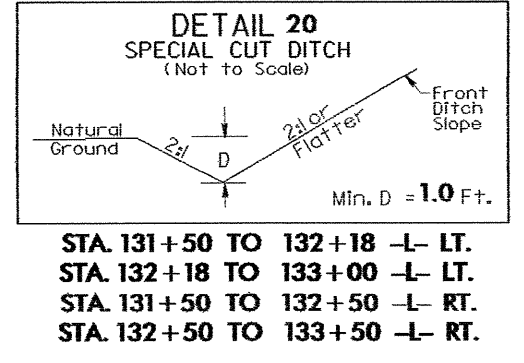 DETAIL 20
SPECIAL CUT DITCH
(Not to Scale)
Natural
Ground
2:1
D
2:1 or
Flatter
Front
Ditch
Slope
Min. D = 1.0 Ft.
STA. 131+50 TO 132+18 -L- LT.
STA. 132+18 TO 133+00 -L- LT.
STA. 131+50 TO 132+50 -L- RT.
STA. 132+50 TO 133+50 -L- RT.